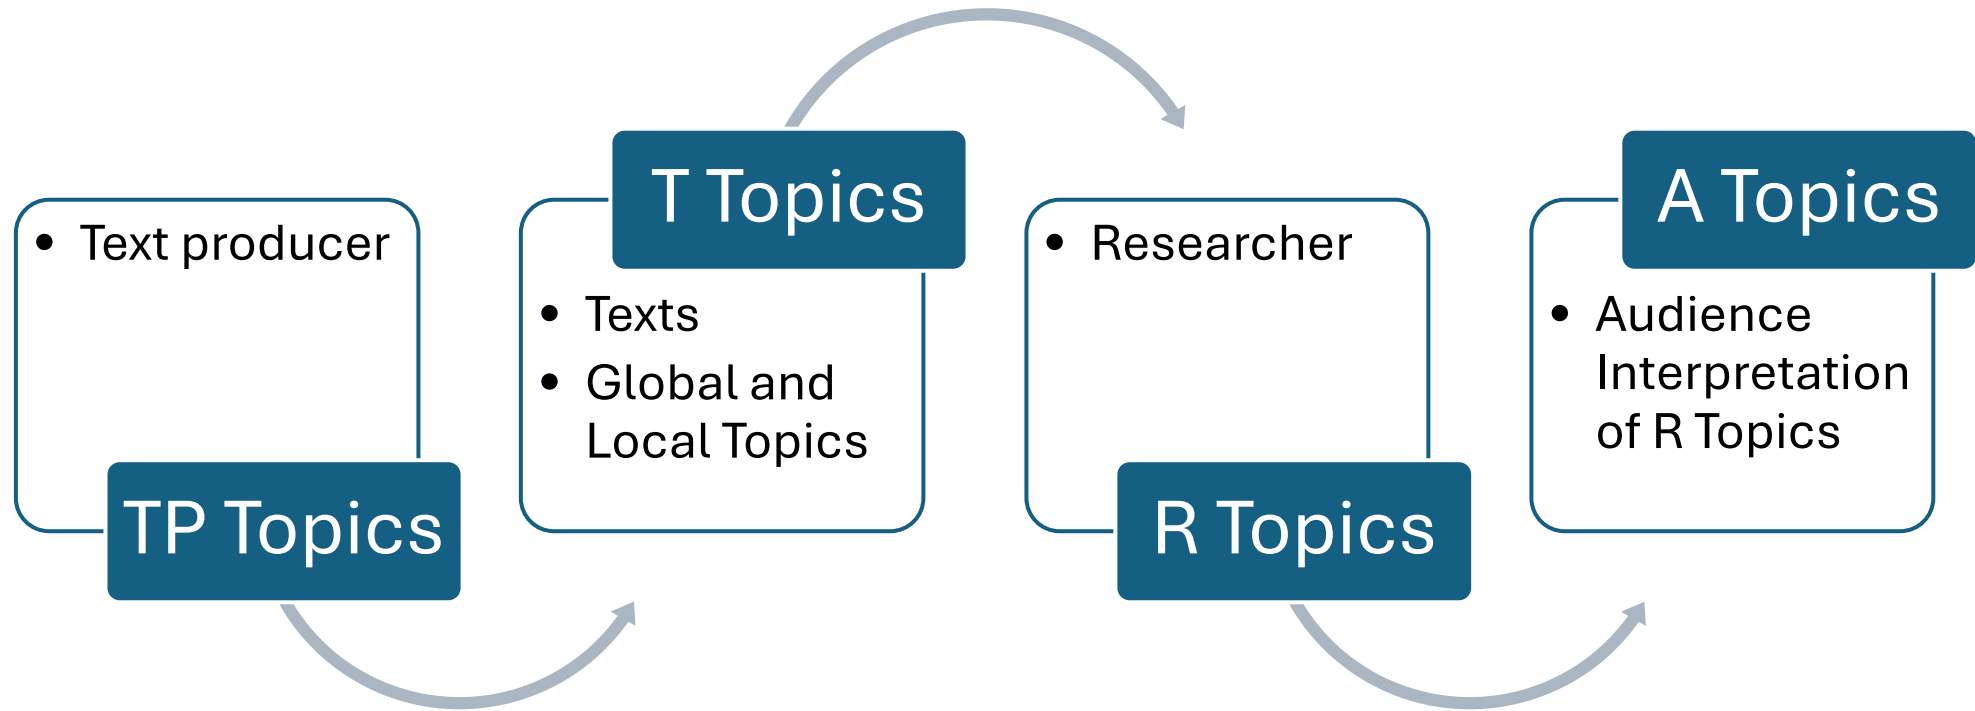 • Text producer
TP Topics
T Topics
• Texts
• Global and
Local Topics
• Researcher
R Topics
A Topics
• Audience
Interpretation
of R Topics